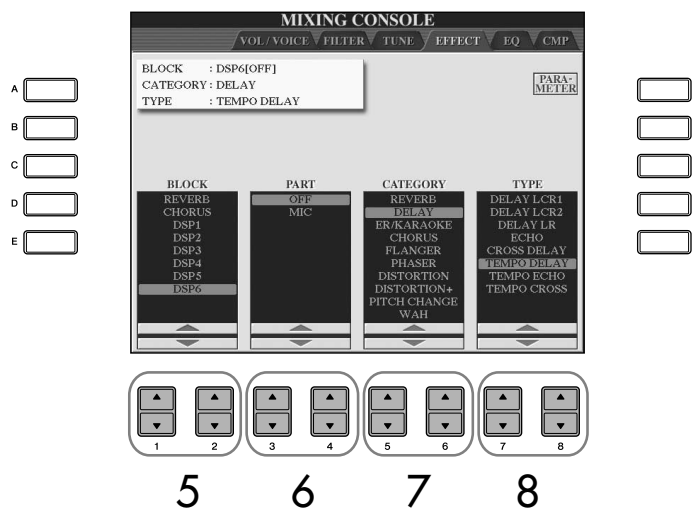 MIXING CONSOLE
VOL / VOICE FILTER TUNE EFFECT EQ CMP
BLOCK : DSP6[OFF]
CATEGORY : DELAY
TYPE : TEMPO DELAY
PARA-
METER
A
B
C
D
E
BLOCK
REVERB
CHORUS
DSP1
DSP2
DSP3
DSP4
DSP5
DSP6
PART
OFF
MIC
CATEGORY
REVERB
DELAY
ER/KARAOKE
CHORUS
FLANGER
PHASER
DISTORTION
DISTORTION+
PITCH CHANGE
WAH
TYPE
DELAY LCR1
DELAY LCR2
DELAY LR
ECHO
CROSS DELAY
TEMPO DELAY
TEMPO ECHO
TEMPO CROSS
1 2 3 4 5 6 7 8
5 6 7 8